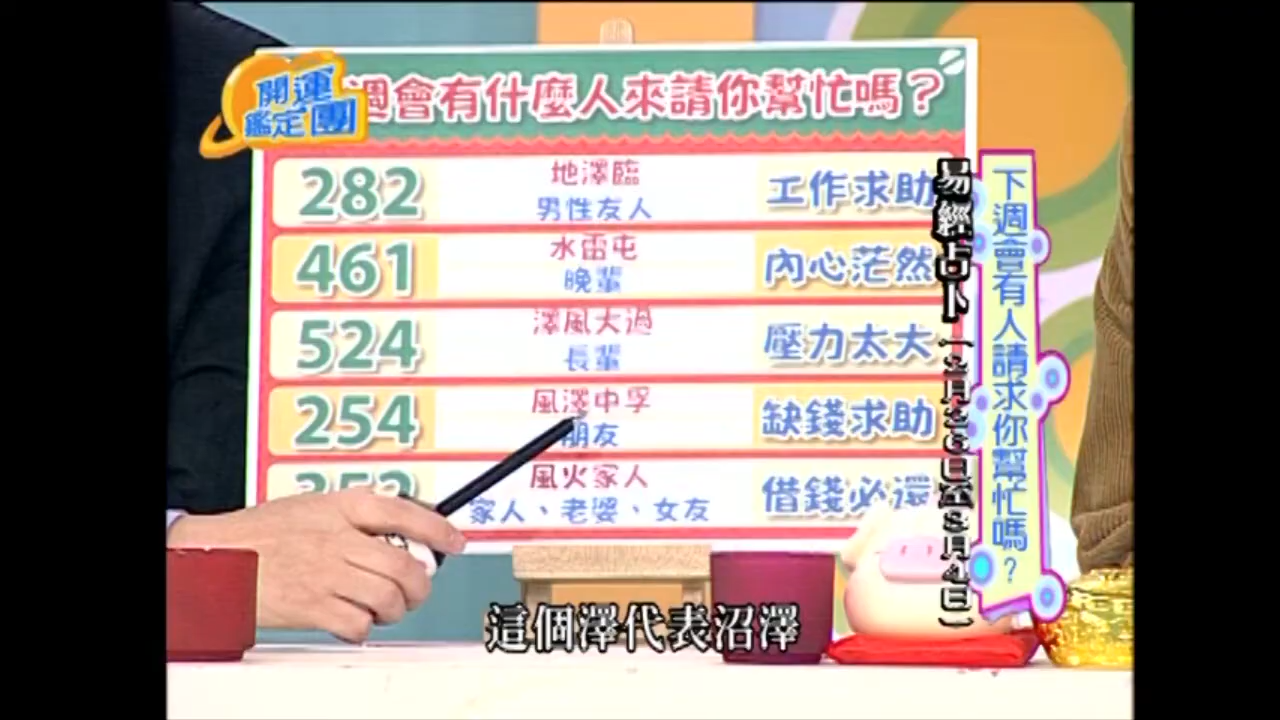 開運
鑑定團
週會有什麼人來請你幫忙嗎？
282
地澤臨
男性友人
工作求助
461
水雷屯
晚輩
內心茫然
524
澤風大過
長輩
壓力太大
254
風澤中孚
朋友
缺錢求助
352
風火家人
家人、老婆、女友
借錢必還
易經占卜
下週會有人請求你幫忙嗎？
這個澤代表沼澤